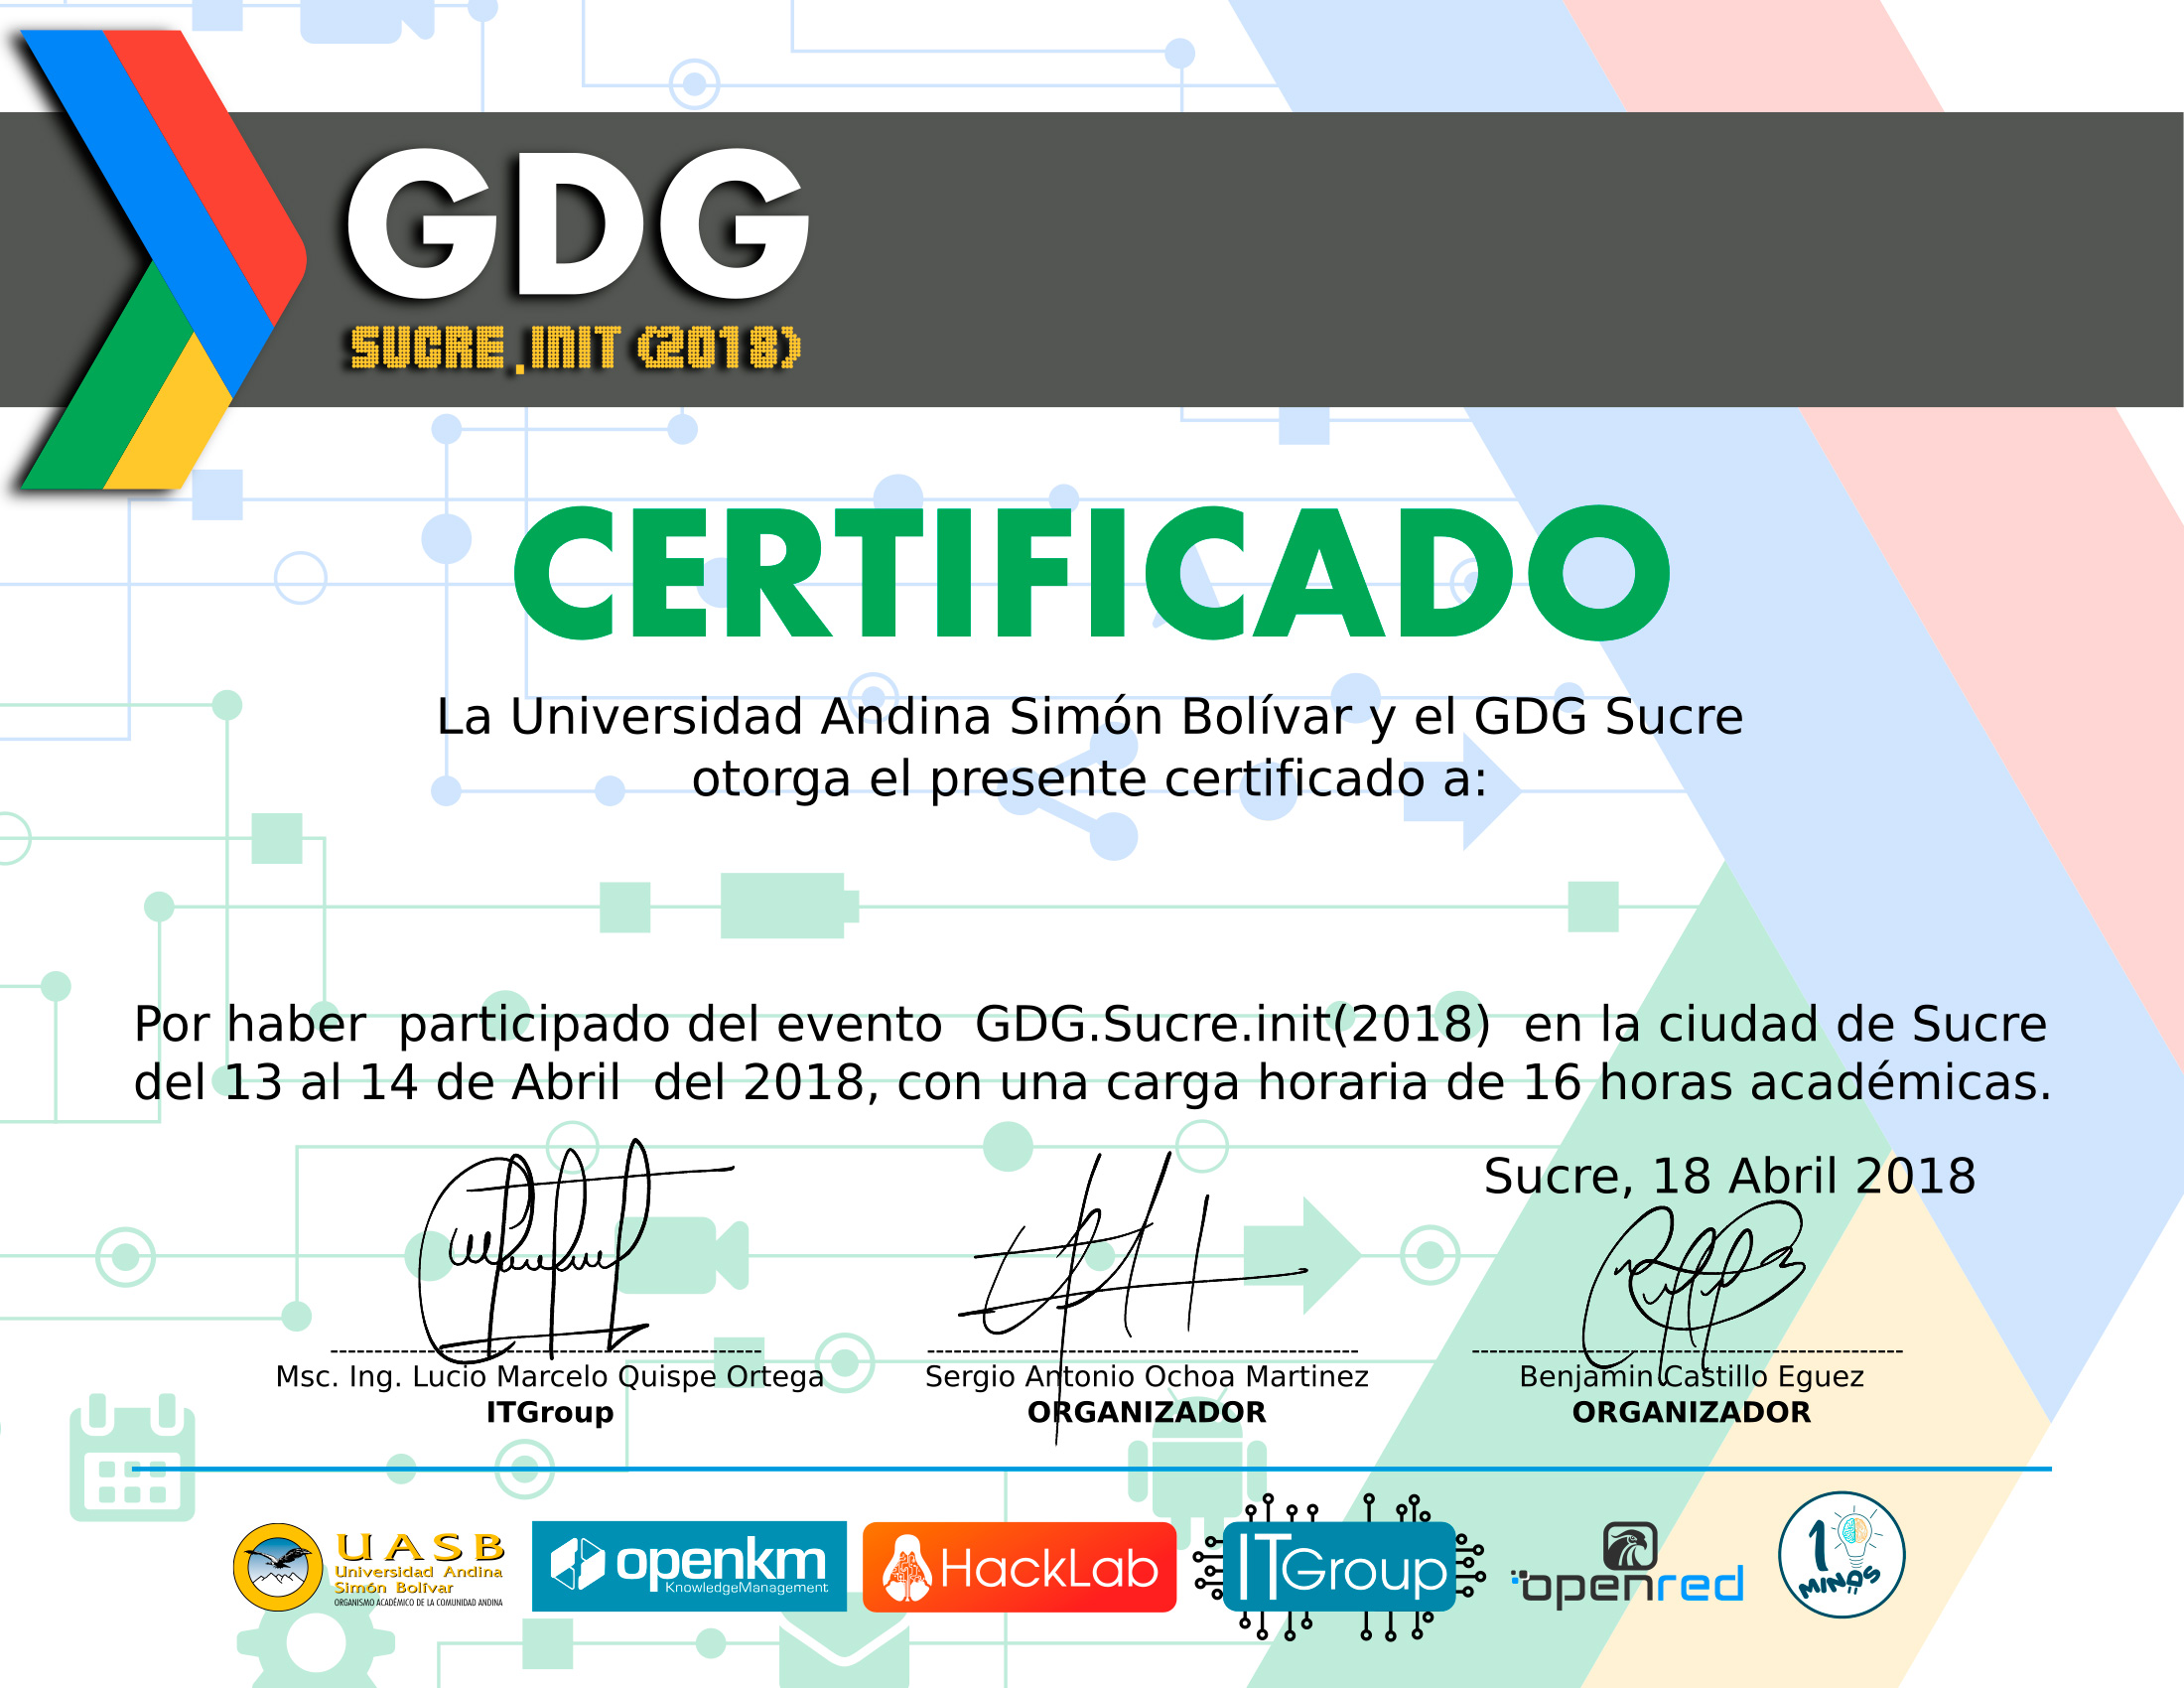 GDG
SUCRE.INIT (2018)
CERTIFICADO
La Universidad Andina Simón Bolívar y el GDG Sucre
otorga el presente certificado a:
Por haber participado del evento GDG.Sucre.init(2018) en la ciudad de Sucre
del 13 al 14 de Abril del 2018, con una carga horaria de 16 horas académicas.
Sucre, 18 Abril 2018
Msc. Ing. Lucio Marcelo Quispe Ortega
ITGroup
Sergio Antonio Ochoa Martinez
ORGANIZADOR
Benjamin Castillo Eguez
ORGANIZADOR
UASB
Universidad Andina
Simón Bolívar
ORGANISMO ACADÉMICO DE LA COMUNIDAD ANDINA
openkm
KnowledgeManagement
HackLab
ITGroup
openred
10
MINDS